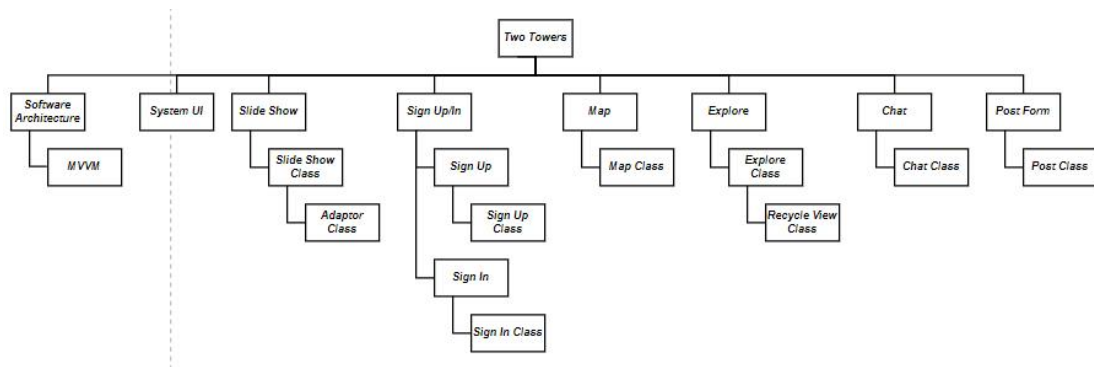 Two Towers
Software
Architecture
System UI
Slide Show
Sign Up/In
Map
Explore
Chat
Post Form
MVVM
Slide Show
Class
Sign Up
Map Class
Explore
Class
Chat Class
Post Class
Adaptor
Class
Sign Up
Class
Recycle View
Class
Sign In
Sign In Class